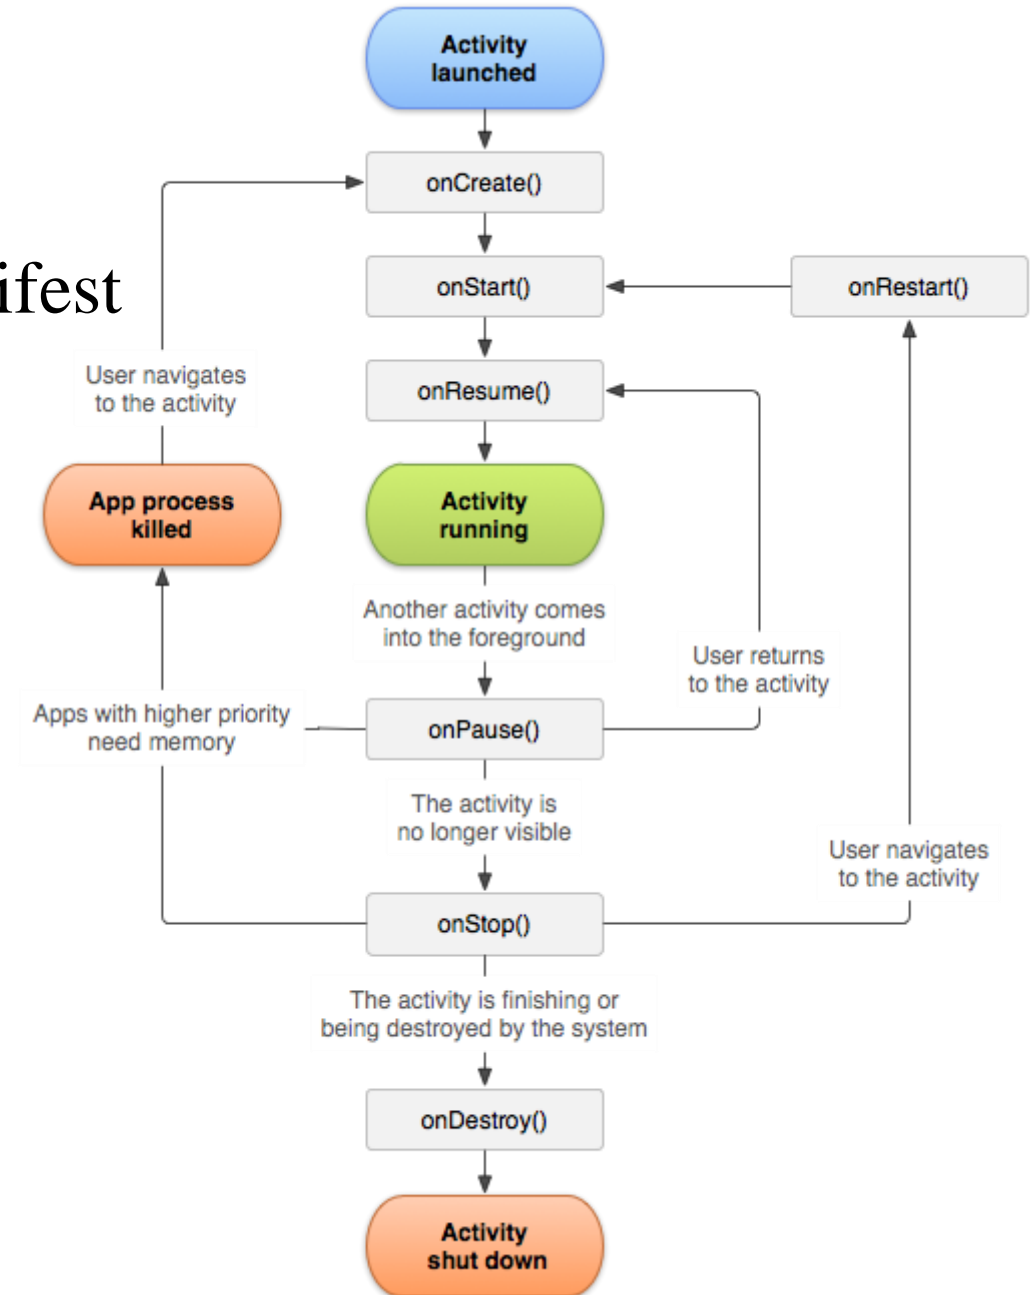 Activity
launched
onCreate()
ifest
onStart()
onRestart()
User navigates
to the activity
onResume()
App process
killed
Activity
running
Another activity comes
into the foreground
User returns
to the activity
Apps with higher priority
need memory
onPause()
The activity is
no longer visible
User navigates
to the activity
onStop()
The activity is finishing or
being destroyed by the system
onDestroy()
Activity
shut down